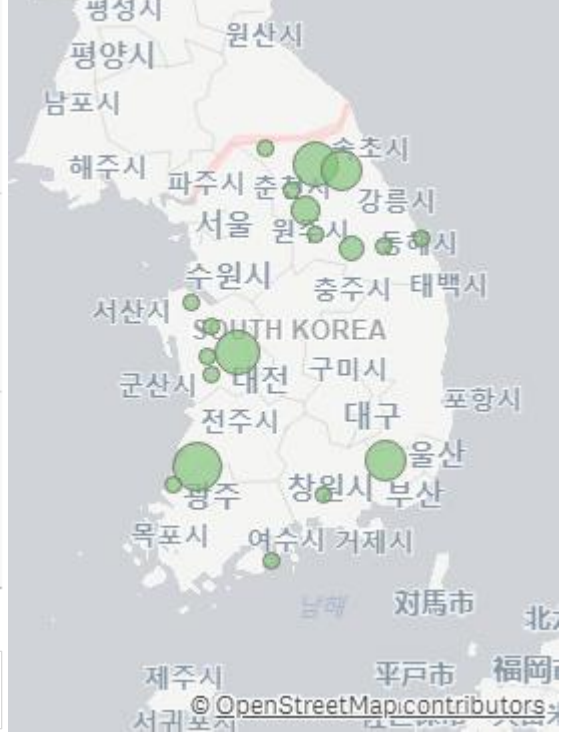 평성시
원산시
평양시
남포시
속초시
해주시
파주시 춘천시
강릉시
서울 원주시
동해시
수원시
충주시 태백시
서산시
SOUTH KOREA
군산시 대전 구미시
포항시
전주시 대구
울산
광주 창원시 부산
목포시 여수시 거제시
남해
対馬市
제주시 平戸市 福岡
© OpenStreetMap contributors
서귀포시